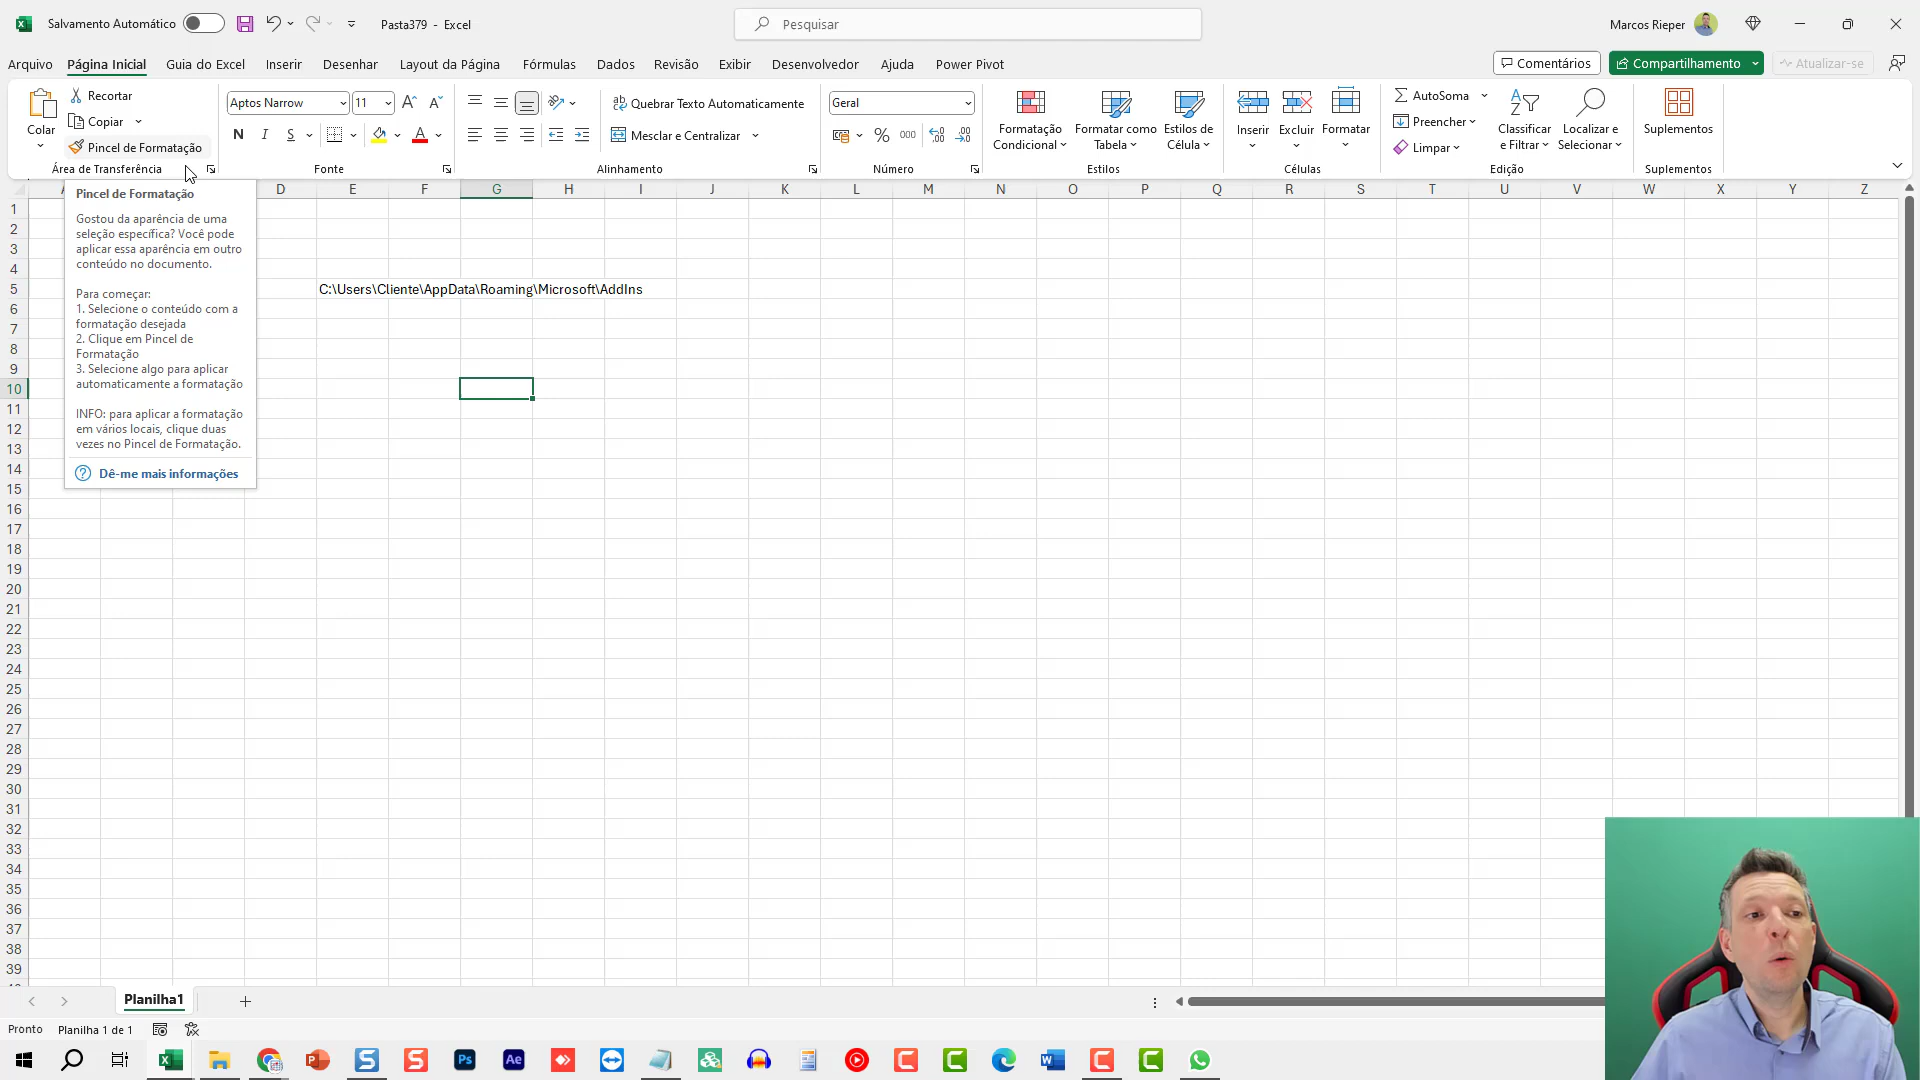 Salvamento Automático
Pasta379 - Excel
Pesquisar
Marcos Rieper
Arquivo
Página Inicial
Guia do Excel
Inserir
Desenhar
Layout da Página
Fórmulas
Dados
Revisão
Exibir
Desenvolvedor
Ajuda
Power Pivot
Comentários
Compartilhamento
Atualizar-se
Colar
Recortar
Copiar
Pincel de Formatação
Área de Transferência
Aptos Narrow
11
N
I
S
Fonte
Quebrar Texto Automaticamente
Mesclar e Centralizar
Alinhamento
Geral
%
000
Número
Formatação
Condicional
Formatar como
Tabela
Estilos de
Célula
Estilos
Inserir
Excluir
Formatar
Células
AutoSoma
Preencher
Limpar
Classificar
e Filtrar
Localizar e
Selecionar
Edição
Suplementos
Suplementos
D E F G H I J K L M N O P Q R S T U V W X Y Z
Pincel de Formatação
Gostou da aparência de uma
seleção específica? Você pode
aplicar essa aparência em outro
conteúdo no documento.
Para começar:
1. Selecione o conteúdo com a
formatação desejada
2. Clique em Pincel de
Formatação
3. Selecione algo para aplicar
automaticamente a formatação
INFO: para aplicar a formatação
em vários locais, clique duas
vezes no Pincel de Formatação.
Dê-me mais informações
C:\Users\Cliente\AppData\Roaming\Microsoft\AddIns
1
2
3
4
5
6
7
8
9
10
11
12
13
14
15
16
17
18
19
20
21
22
23
24
25
26
27
28
29
30
31
32
33
34
35
36
37
38
39
Planilha1
Pronto
Planilha 1 de 1